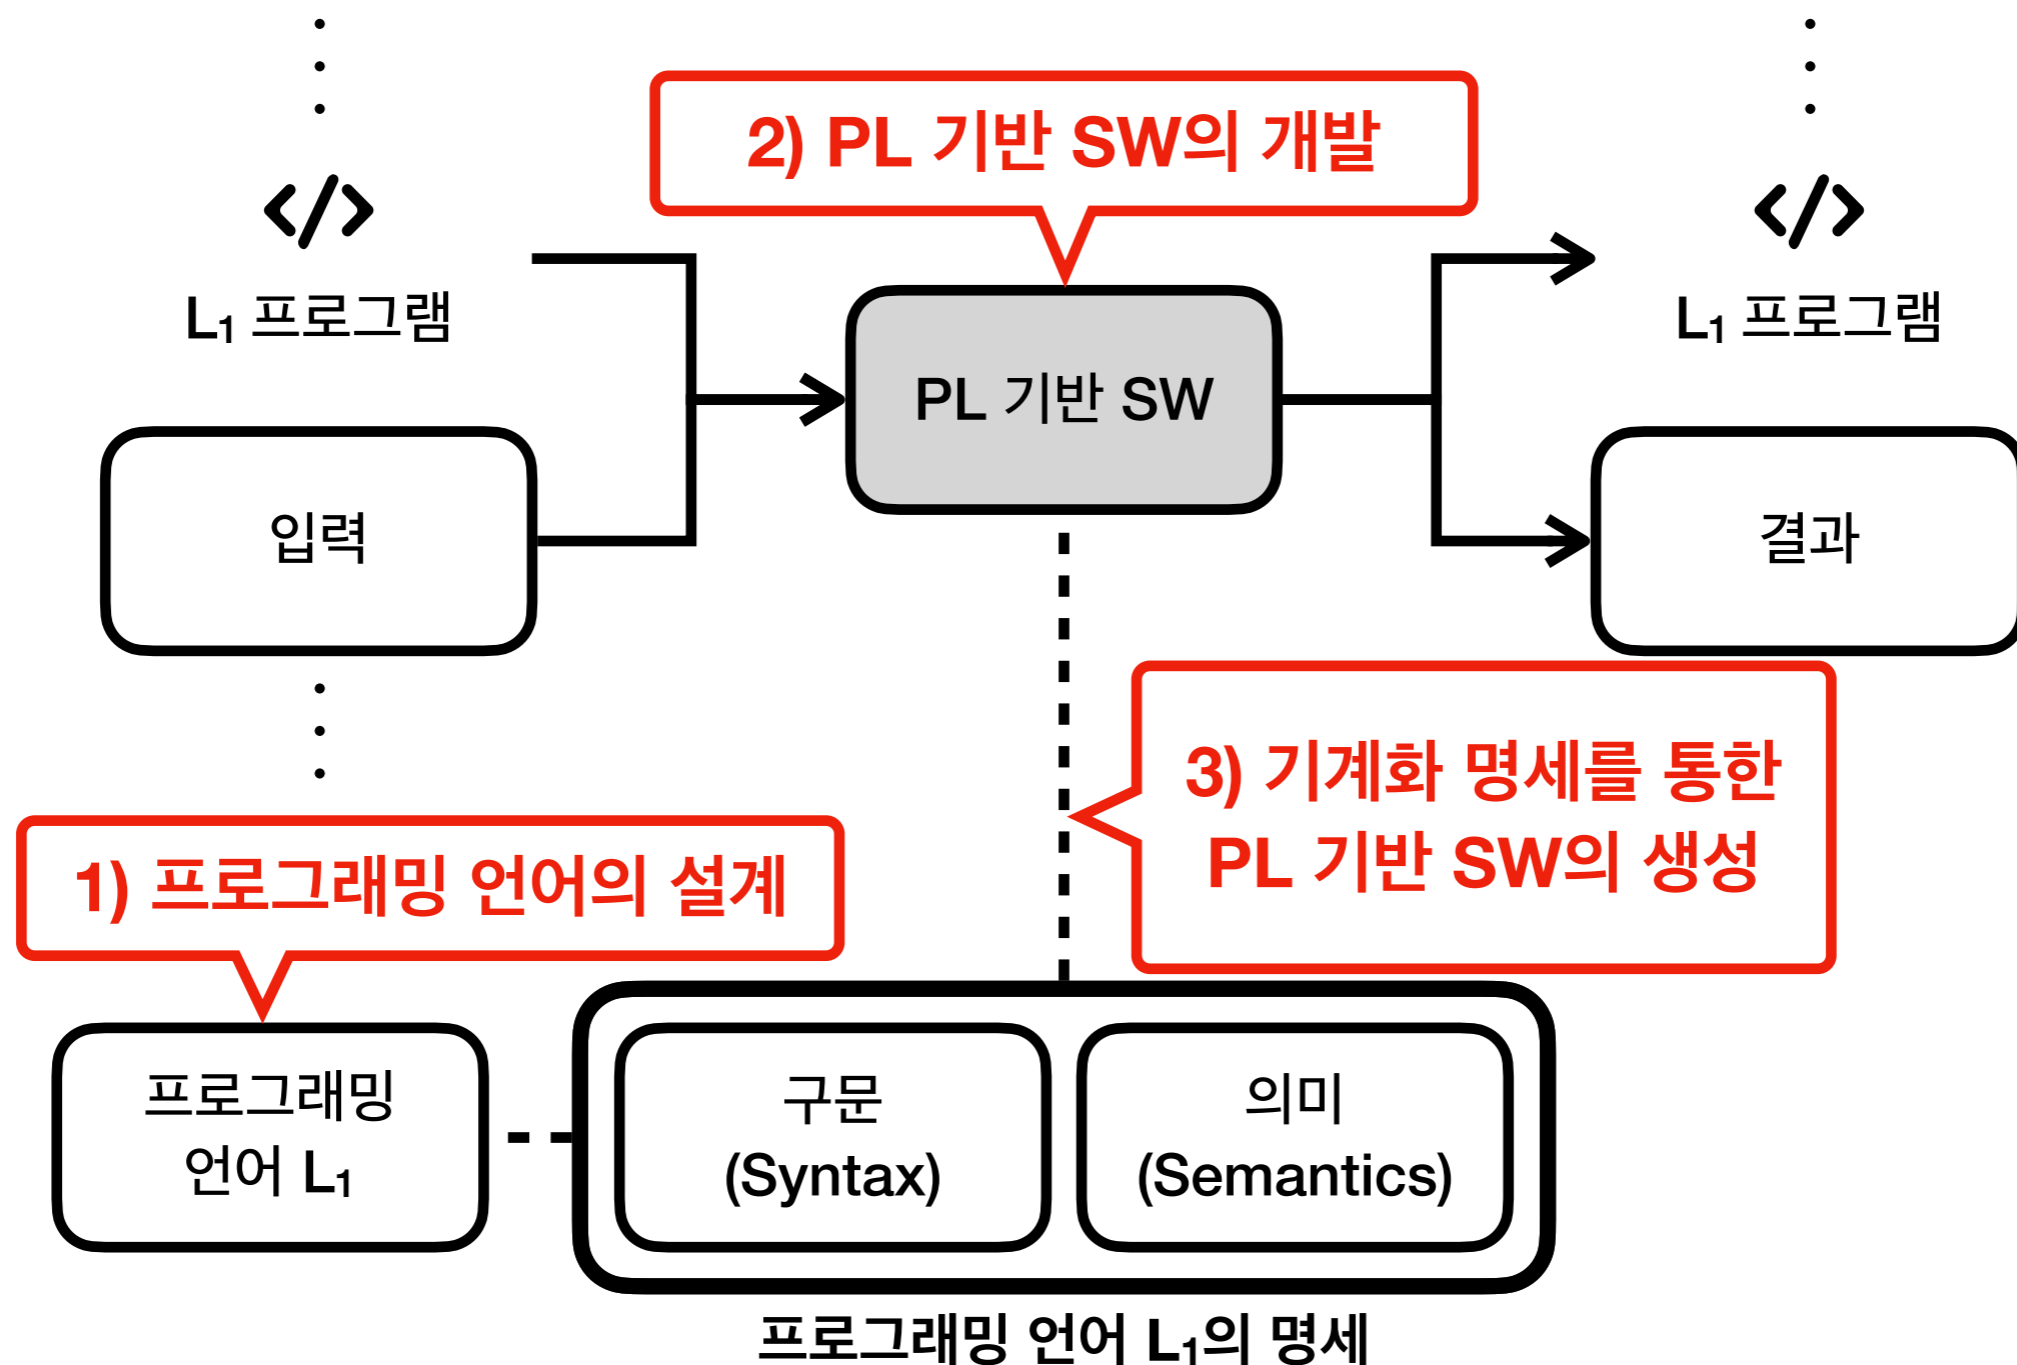 2) PL 기반 SW의 개발
</>
</>
L₁ 프로그램
PL 기반 SW
L₁ 프로그램
입력
결과
3) 기계화 명세를 통한
PL 기반 SW의 생성
1) 프로그래밍 언어의 설계
프로그래밍
언어 L₁
구문
(Syntax)
의미
(Semantics)
프로그래밍 언어 L₁의 명세